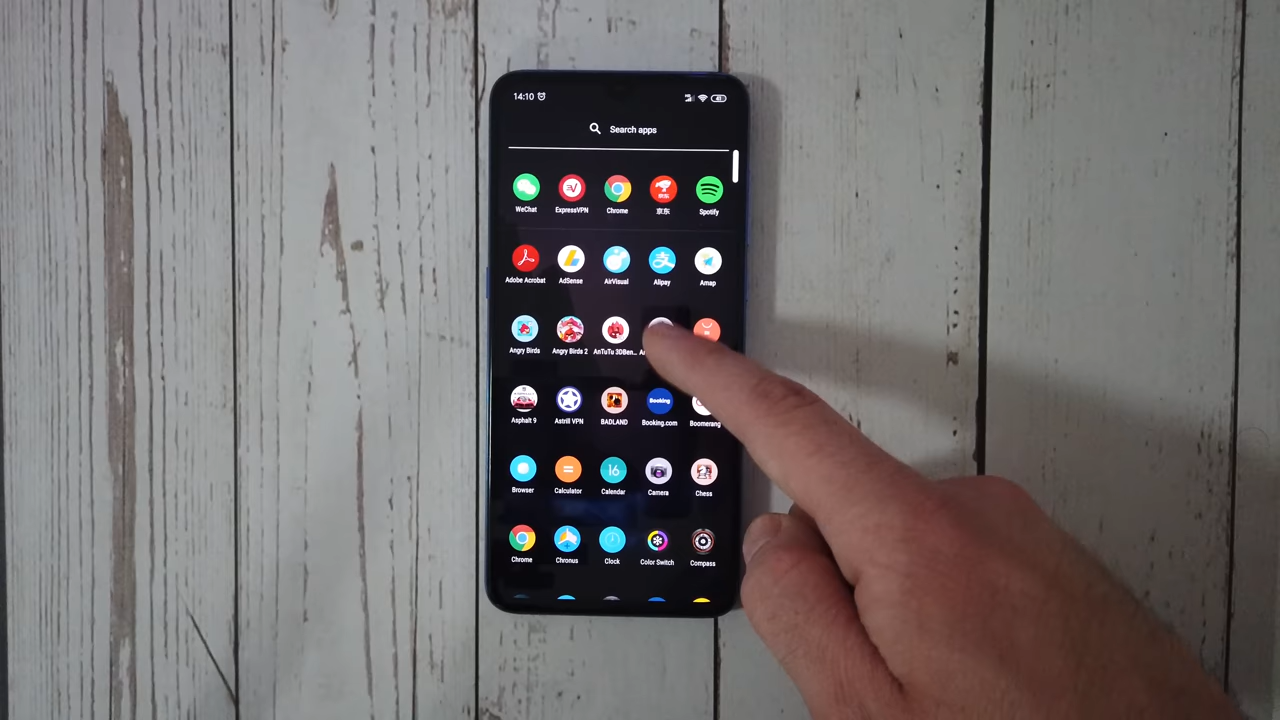 14:10
Search apps
WeChat ExpressVPN Chrome 京东 Spotify
Adobe Acrobat AdSense AirVisual Alipay Amap
Angry Birds Angry Birds 2 AnTuTu 3DBen...
Asphalt 9 Astrill VPN BADLAND Booking.com Boomerang
Booking
16
Browser Calculator Calendar Camera Chess
Chrome Chronus Clock Color Switch Compass